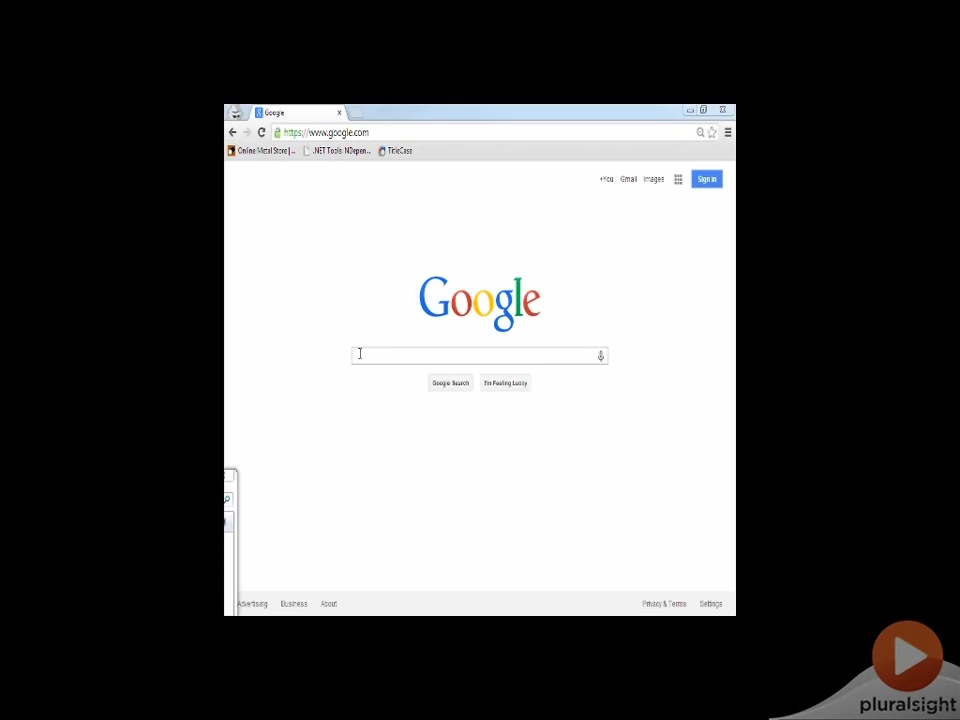 Google
https://www.google.com
Online Metal Store | ... .NET Tools NDepen... TitleCase
+You Gmail Images Sign in
Google
Google Search I'm Feeling Lucky
Advertising Business About Privacy & Terms Settings
pluralsight